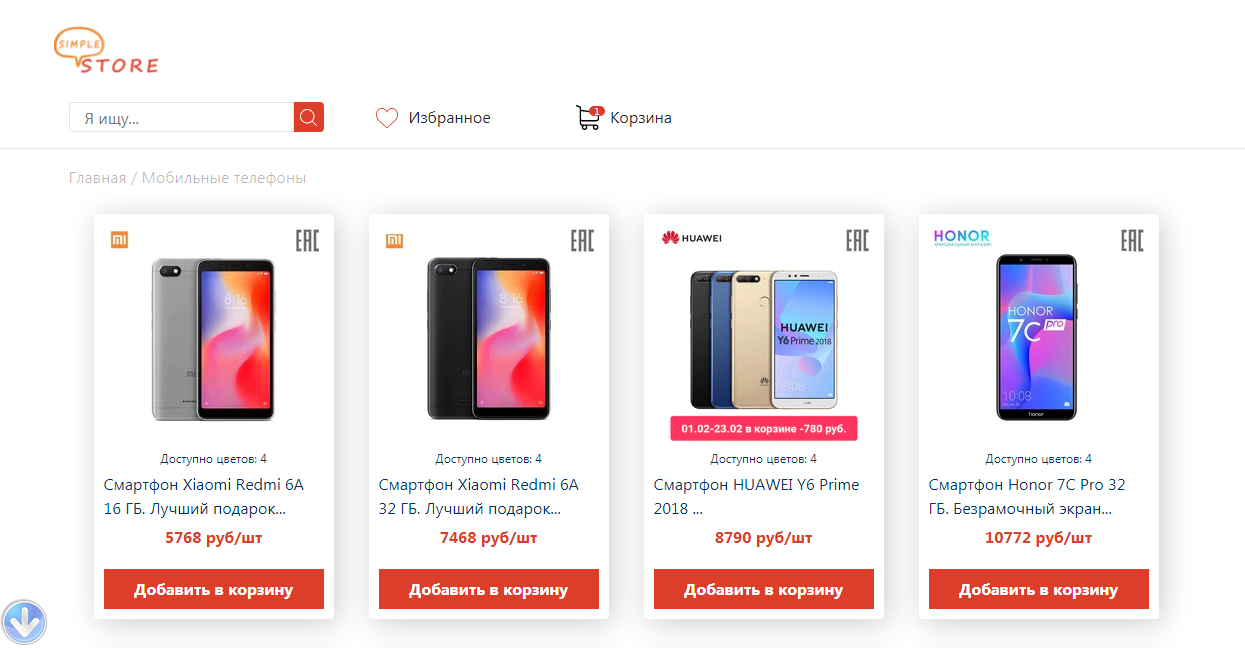 SIMPLE
STORE
Я ищу...
Избранное
1
Корзина
Главная / Мобильные телефоны
mi
EAC
8:16
Доступно цветов: 4
Смартфон Xiaomi Redmi 6A
16 ГБ. Лучший подарок...
5768 руб/шт
Добавить в корзину
mi
EAC
8:16
Доступно цветов: 4
Смартфон Xiaomi Redmi 6A
32 ГБ. Лучший подарок...
7468 руб/шт
Добавить в корзину
HUAWEI
EAC
HUAWEI
Y6 Prime 2018
08:08
01.02-23.02 в корзине -780 руб.
Доступно цветов: 4
Смартфон HUAWEI Y6 Prime
2018 ...
8790 руб/шт
Добавить в корзину
HONOR
ОФИЦИАЛЬНЫЙ МАГАЗИН
EAC
HONOR
7C pro
10:08
honor
Доступно цветов: 4
Смартфон Honor 7C Pro 32
ГБ. Безрамочный экран...
10772 руб/шт
Добавить в корзину